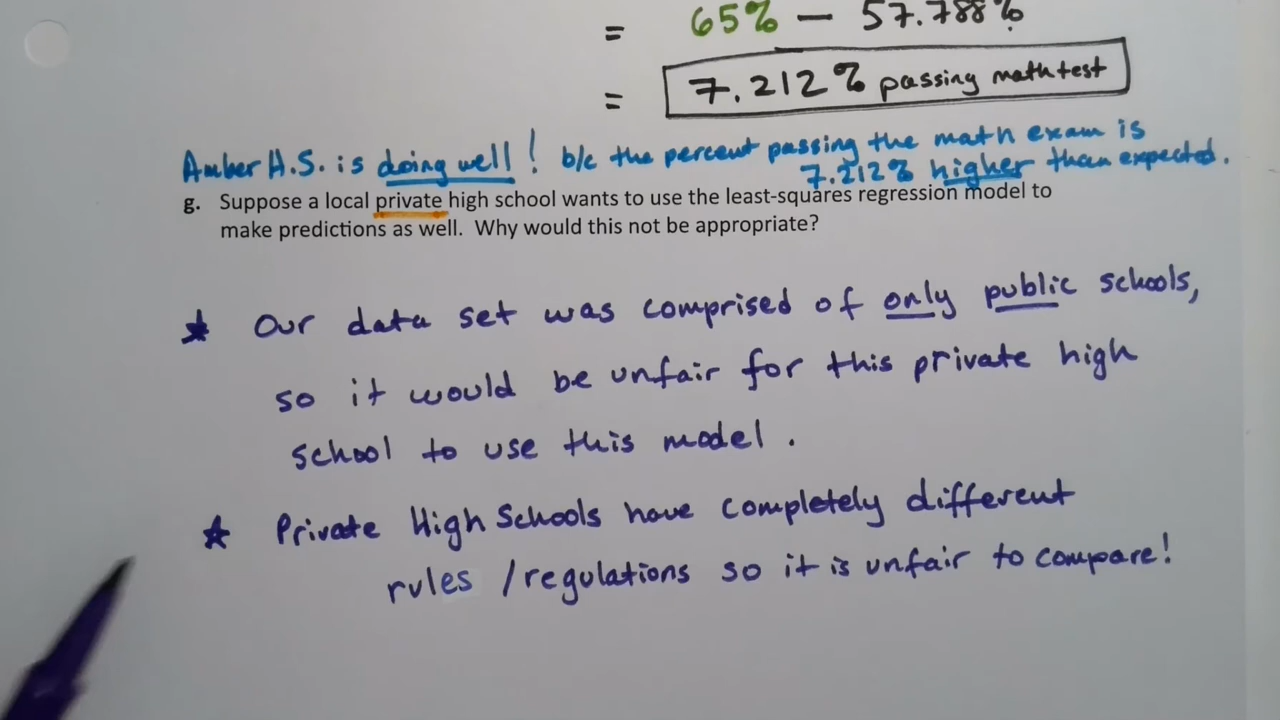 = 65% — 57.788%
= 7.212% passing math test
Amber H.S. is doing well! b/c the percent passing the math exam is
7.212% higher than expected.
g. Suppose a local private high school wants to use the least-squares regression model to
make predictions as well. Why would this not be appropriate?
★ Our data set was comprised of only public schools,
so it would be unfair for this private high
school to use this model.
★ Private High Schools have completely different
rules/regulations so it is unfair to compare!